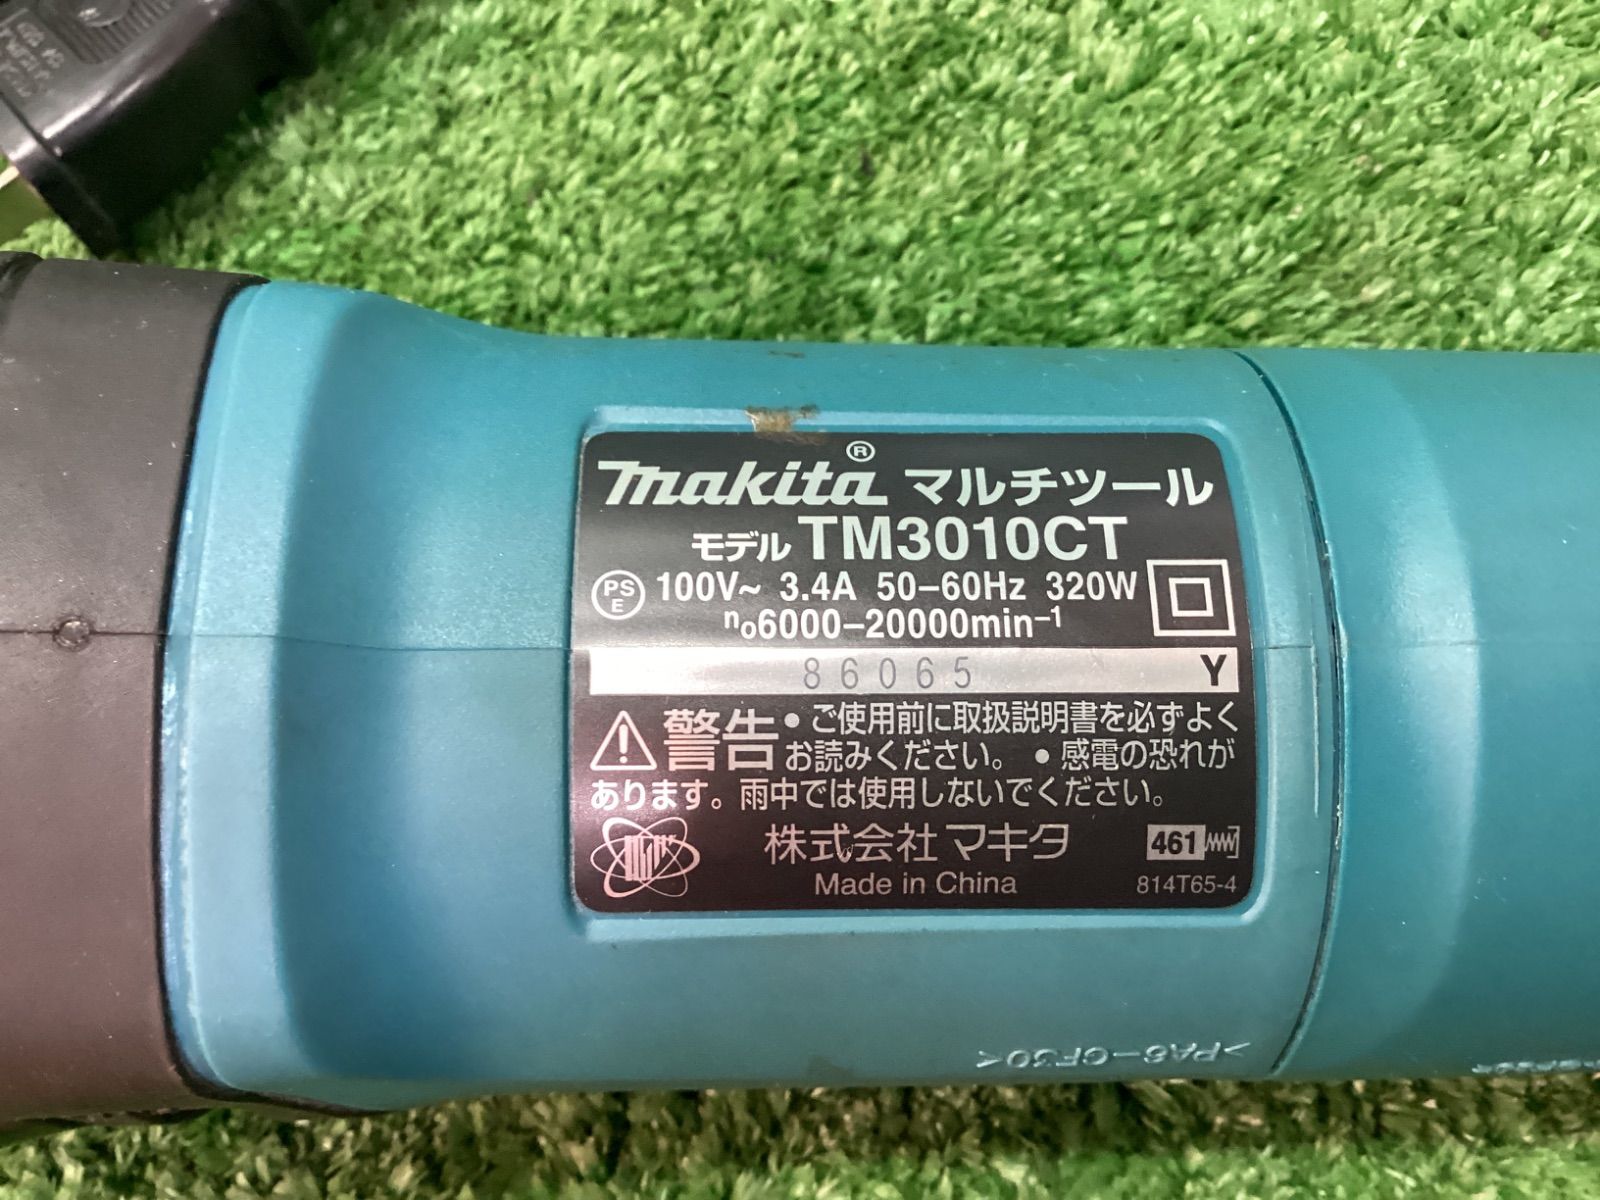 makita® マルチツール
モデル TM3010CT
PS E 100V~ 3.4A 50-60Hz 320W
n₀6000-20000min⁻¹
86065 Y
警告 • ご使用前に取扱説明書を必ずよく
お読みください。 • 感電の恐れが
あります。雨中では使用しないでください。
株式会社マキタ 461
Made in China 814T65-4
>PA6-GF30<